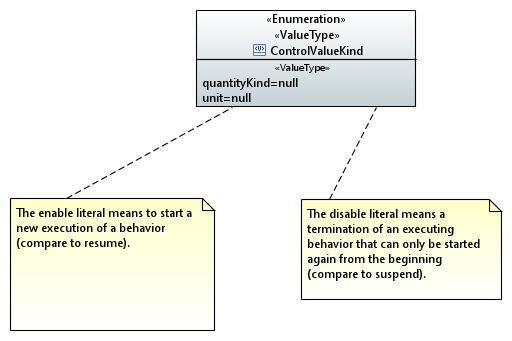 «Enumeration»
«ValueType»
ControlValueKind
«ValueType»
quantityKind=null
unit=null
The enable literal means to start a
new execution of a behavior
(compare to resume).
The disable literal means a
termination of an executing
behavior that can only be started
again from the beginning
(compare to suspend).